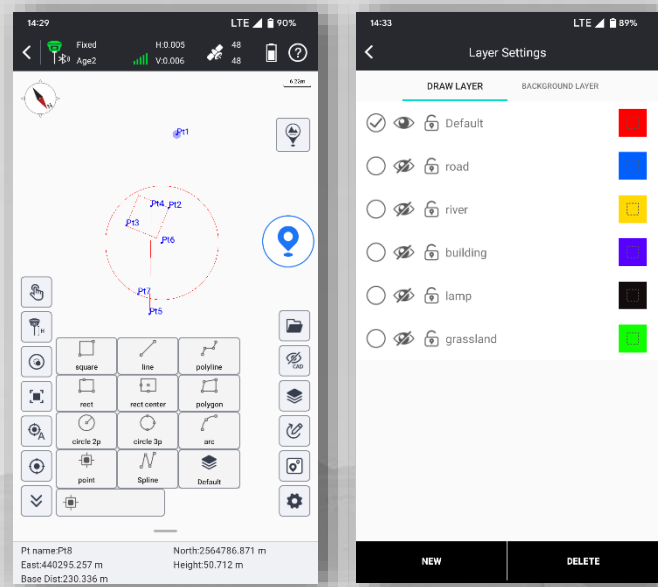 14:29
LTE 90%
Fixed
H:0.005
48
Age2
V:0.006
48
6.22m
N
Pt1
Pt4
Pt2
Pt3
Pt6
Pt7
Pt5
H
CAD
A
square
line
polyline
rect
rect center
polygon
circle 2p
circle 3p
arc
point
Spline
Default
Pt name:Pt8
North:2564786.871 m
East:440295.257 m
Height:50.712 m
Base Dist:230.336 m
14:33
LTE 89%
Layer Settings
DRAW LAYER
BACKGROUND LAYER
Default
road
river
building
lamp
grassland
NEW
DELETE